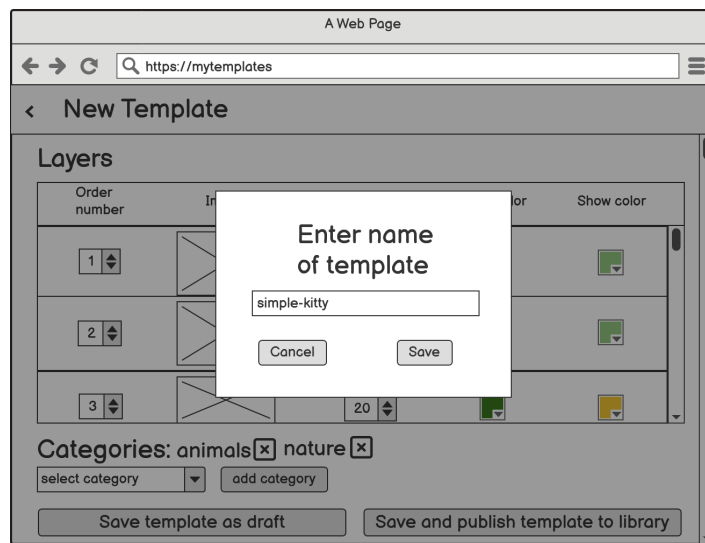 A Web Page
https://mytemplates
< New Template
Layers
Order
number
Show color
1
2
3
20
Enter name
of template
simple-kitty
Cancel Save
Categories: animals nature
select category add category
Save template as draft Save and publish template to library